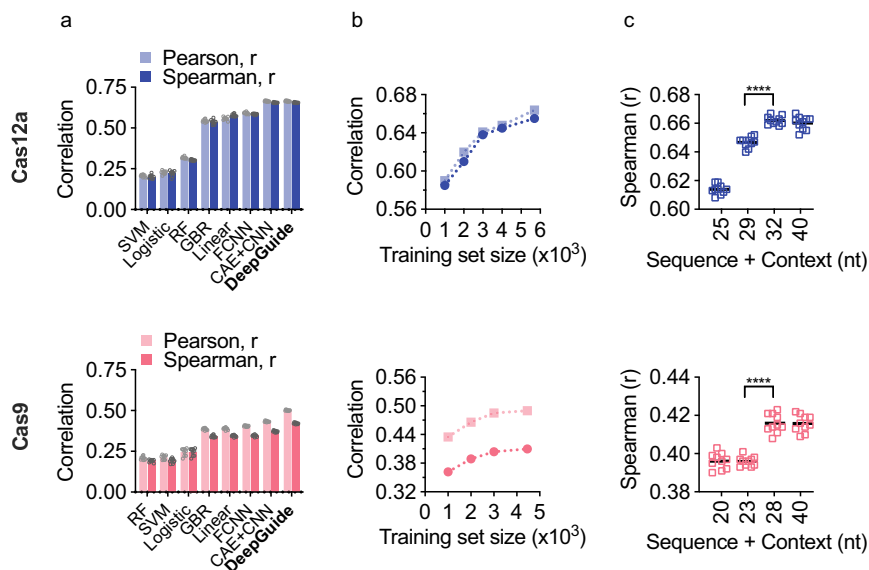 a
b
c
Cas12a
Pearson, r
Spearman, r
Correlation
0.75
0.50
0.25
0.00
SVM
Logistic
RF
GBR
Linear
FCNN
CAE+CNN
DeepGuide
Correlation
0.68
0.64
0.60
0.56
0 1 2 3 4 5 6
Training set size (x10³)
Spearman (r)
0.68
0.66
0.64
0.62
0.60
****
25 29 32 40
Sequence + Context (nt)
Cas9
Pearson, r
Spearman, r
Correlation
0.75
0.50
0.25
0.00
RF
SVM
Logistic
GBR
Linear
FCNN
CAE+CNN
DeepGuide
Correlation
0.56
0.50
0.44
0.38
0.32
0 1 2 3 4 5
Training set size (x10³)
Spearman (r)
0.44
0.42
0.40
0.38
****
20 23 28 40
Sequence + Context (nt)